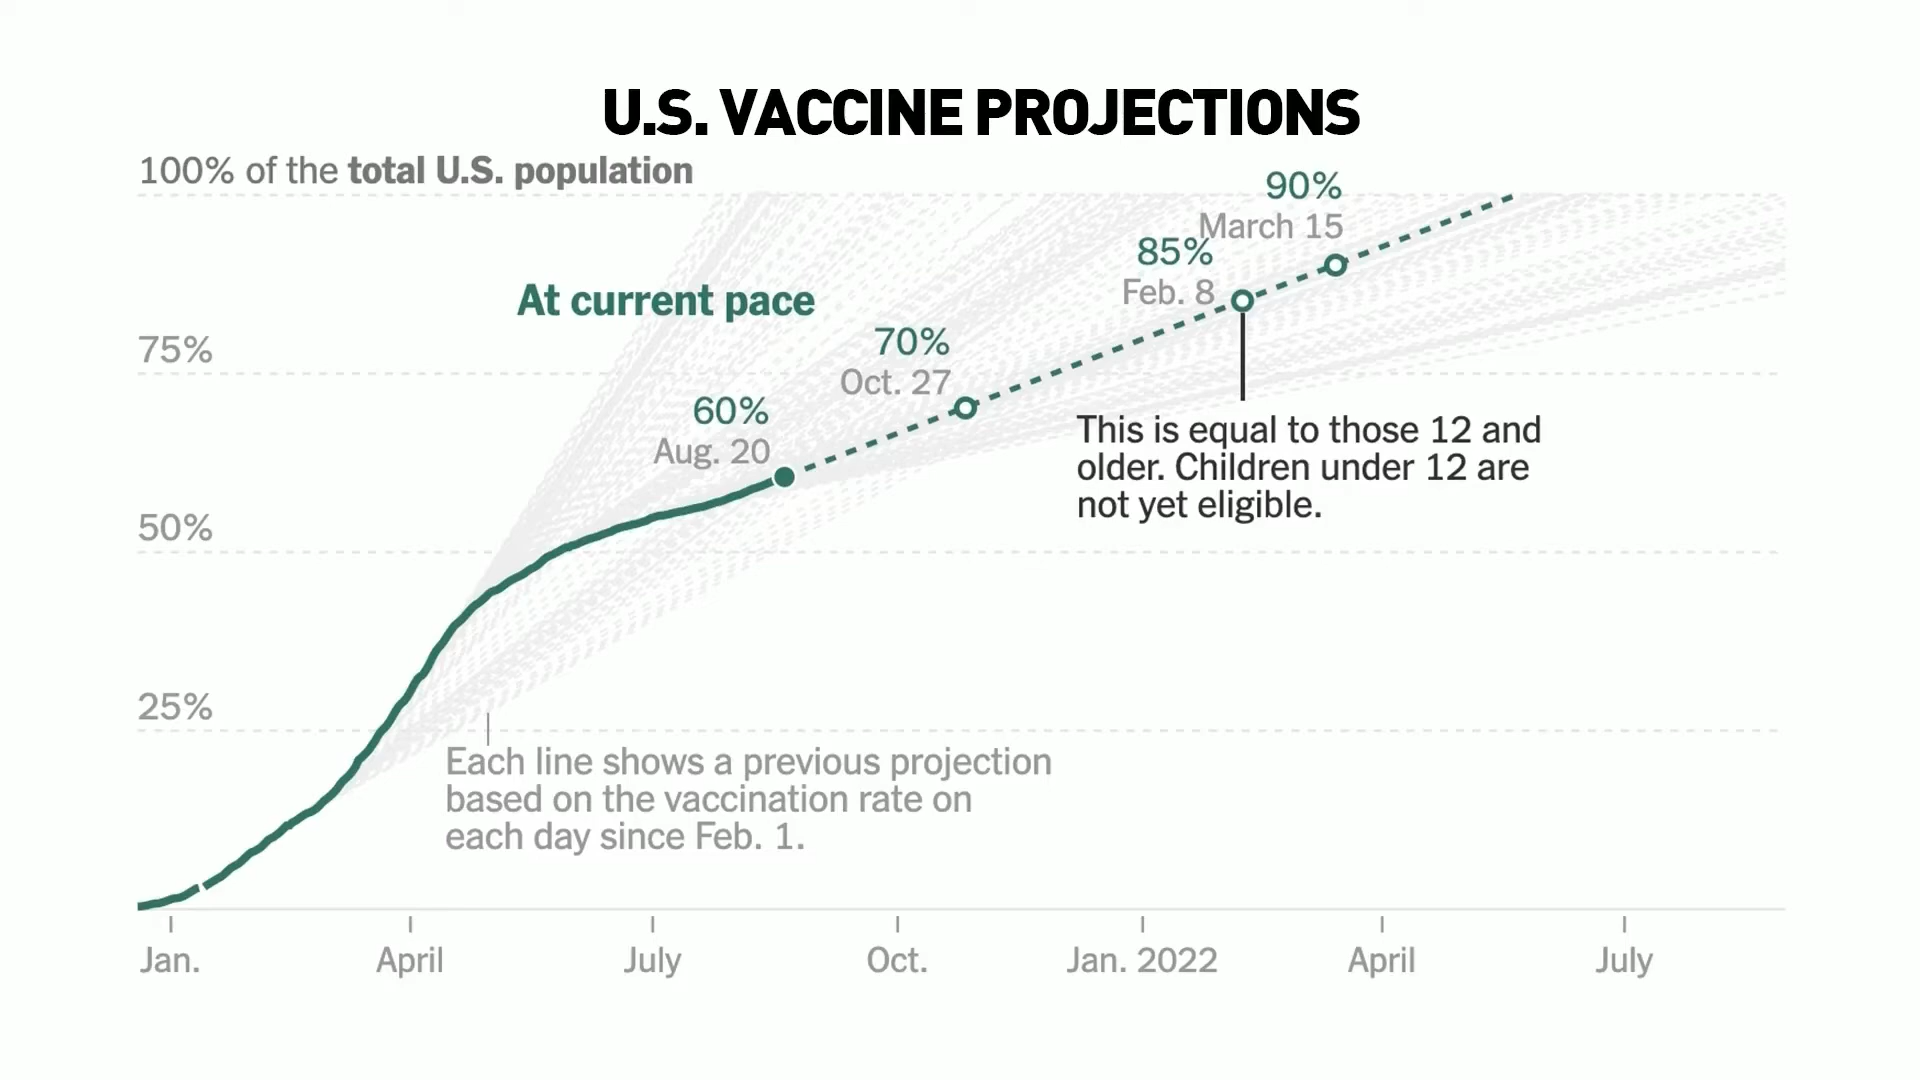 U.S. VACCINE PROJECTIONS
100% of the total U.S. population
90%
March 15
85%
Feb. 8
At current pace
75%
70%
Oct. 27
60%
Aug. 20
This is equal to those 12 and
older. Children under 12 are
not yet eligible.
50%
25%
Each line shows a previous projection
based on the vaccination rate on
each day since Feb. 1.
Jan. April July Oct. Jan. 2022 April July